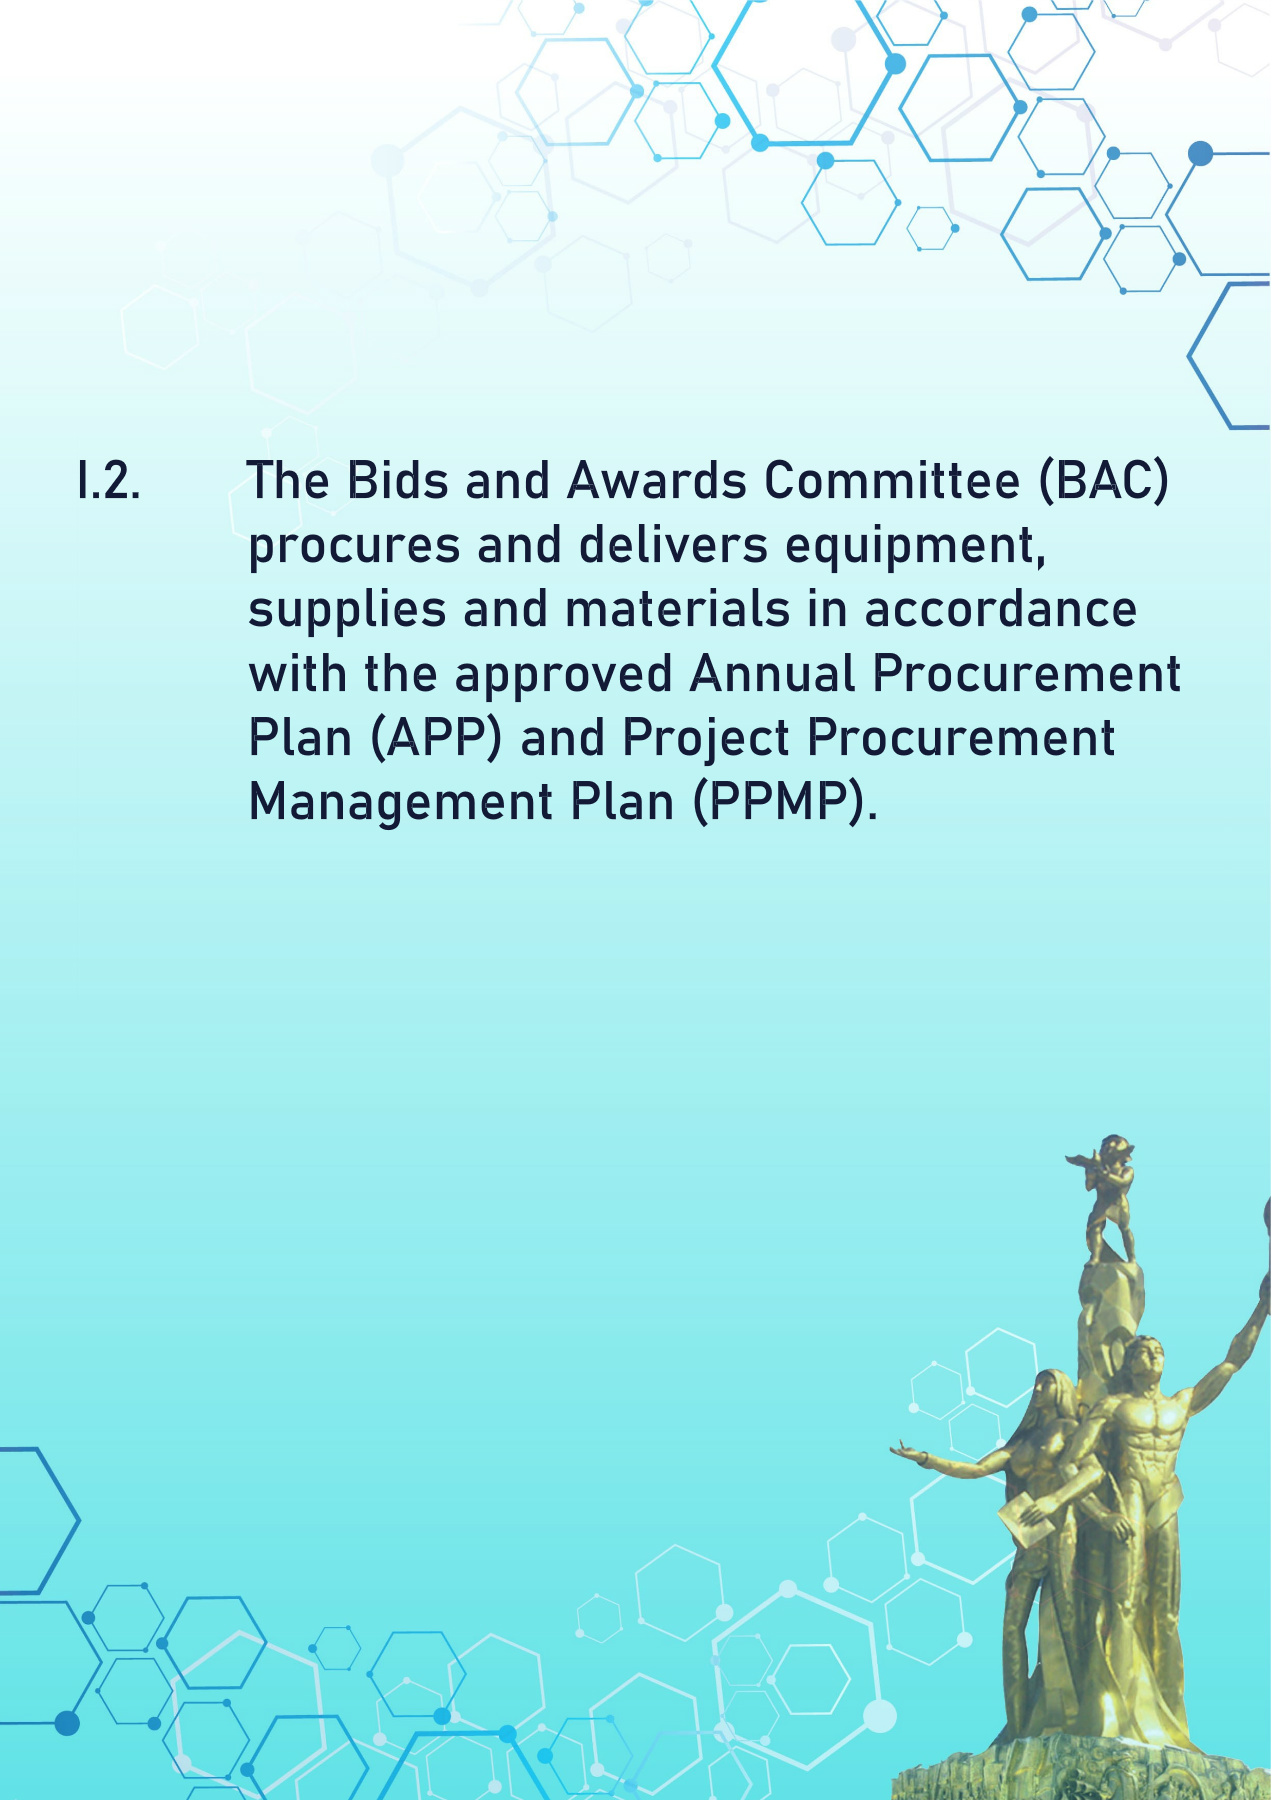 I.2. The Bids and Awards Committee (BAC)
procures and delivers equipment,
supplies and materials in accordance
with the approved Annual Procurement
Plan (APP) and Project Procurement
Management Plan (PPMP).